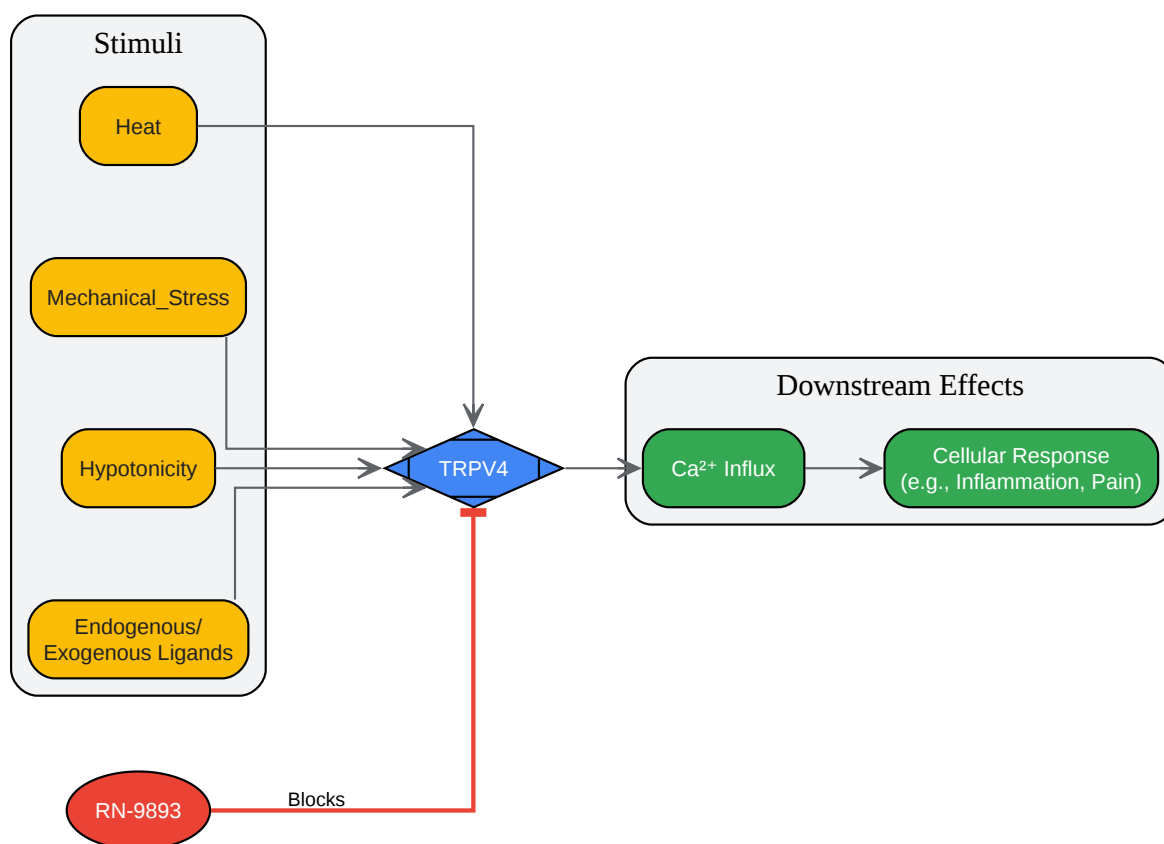 Stimuli
Heat
Mechanical_Stress
Hypotonicity
Endogenous/
Exogenous Ligands
TRPV4
Downstream Effects
Ca²⁺ Influx
Cellular Response
(e.g., Inflammation, Pain)
RN-9893
Blocks